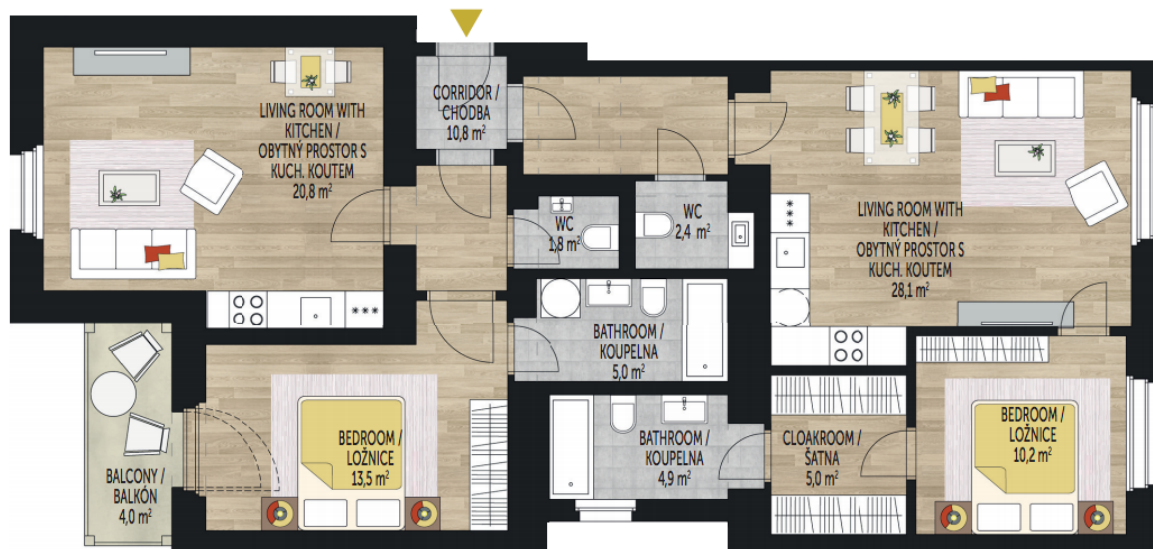 LIVING ROOM WITH
KITCHEN /
OBYTNÝ PROSTOR S
KUCH. KOUTEM
20,8 m²
CORRIDOR /
CHODBA
10,8 m²
WC
1,8 m²
WC
2,4 m²
LIVING ROOM WITH
KITCHEN /
OBYTNÝ PROSTOR S
KUCH. KOUTEM
28,1 m²
BATHROOM /
KOUPELNA
5,0 m²
BALCONY /
BALKÓN
4,0 m²
BEDROOM /
LOŽNICE
13,5 m²
BATHROOM /
KOUPELNA
4,9 m²
CLOAKROOM /
ŠATNA
5,0 m²
BEDROOM /
LOŽNICE
10,2 m²